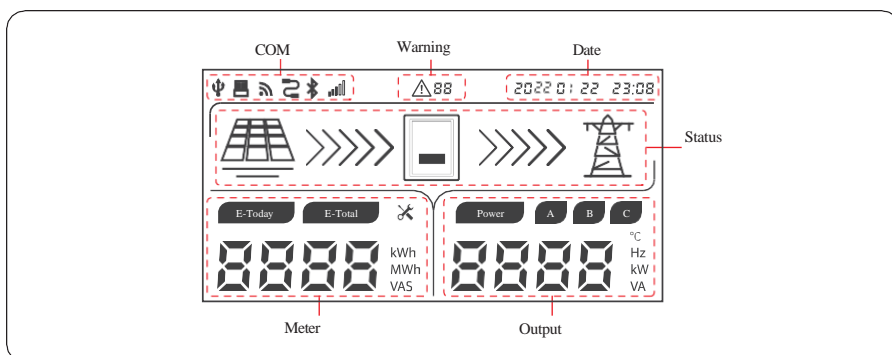 COM Warning Date
88 2022 01 22 23:08
Status
E-Today E-Total Power A B C
°C
8888 kWh 8888 Hz
MWh kW
VAS VA
Meter Output